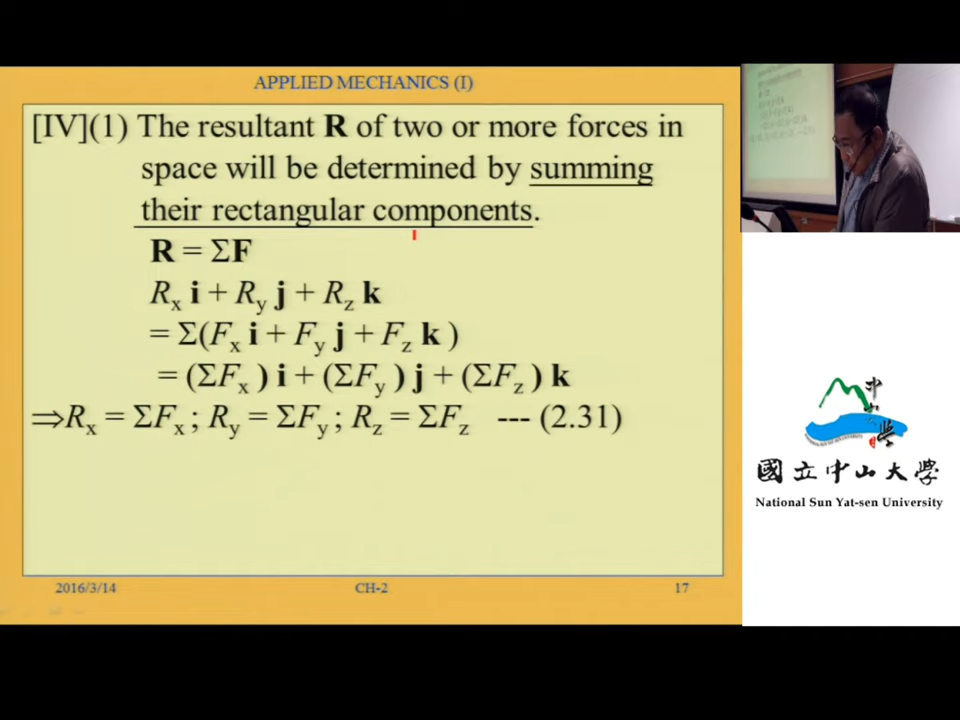 APPLIED MECHANICS (I)
[IV](1) The resultant R of two or more forces in
space will be determined by summing
their rectangular components.
R = ΣF
Rx i + Ry j + Rz k
= Σ(Fx i + Fy j + Fz k )
= (ΣFx ) i + (ΣFy ) j + (ΣFz ) k
⇒Rx = ΣFx ; Ry = ΣFy ; Rz = ΣFz --- (2.31)
2016/3/14 CH-2 17
國立中山大學
National Sun Yat-sen University